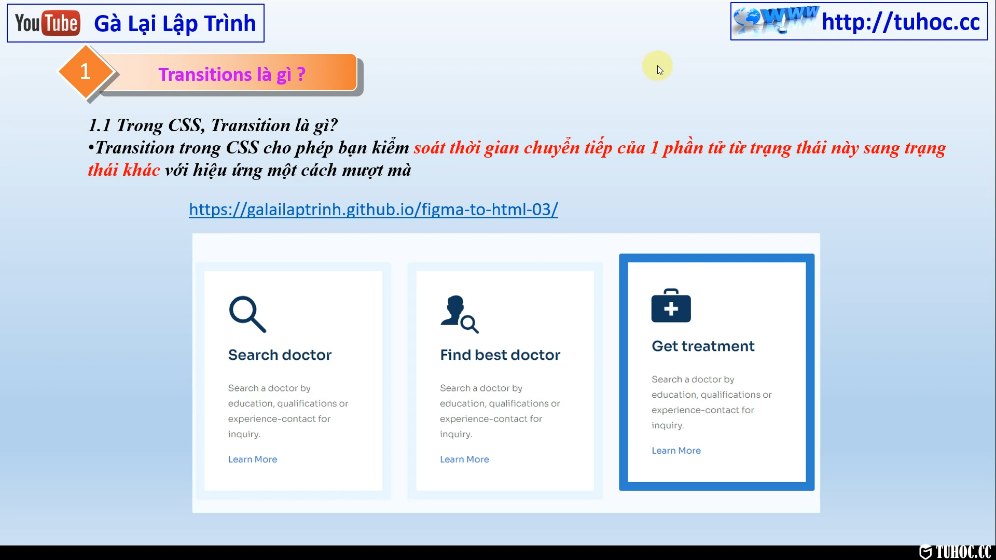 YouTube Gà Lại Lập Trình
WWW http://tuhoc.cc
1 Transitions là gì ?
1.1 Trong CSS, Transition là gì?
•Transition trong CSS cho phép bạn kiểm soát thời gian chuyển tiếp của 1 phần tử từ trạng thái này sang trạng
thái khác với hiệu ứng một cách mượt mà
https://galailaptrinh.github.io/figma-to-html-03/
Search doctor
Search a doctor by
education, qualifications or
experience-contact for
inquiry.
Learn More
Find best doctor
Search a doctor by
education, qualifications or
experience-contact for
inquiry.
Learn More
Get treatment
Search a doctor by
education, qualifications or
experience-contact for
inquiry.
Learn More
TUHOC.CC